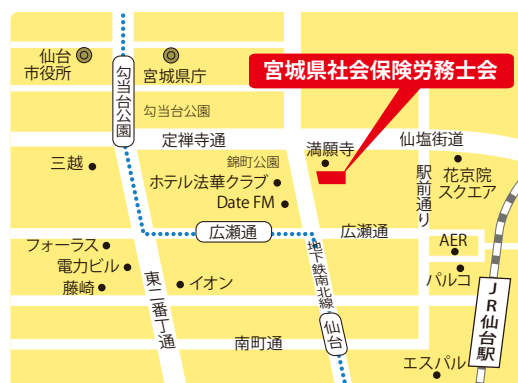 仙台
市役所
宮城県庁
宮城県社会保険労務士会
勾当台公園
勾当台公園
定禅寺通
満願寺
仙塩街道
三越
錦町公園
ホテル法華クラブ
Date FM
駅前通り
花京院
スクエア
広瀬通
広瀬通
フォーラス
電力ビル
藤崎
東二番丁通
イオン
地下鉄南北線
仙台
AER
パルコ
JR仙台駅
南町通
エスパル